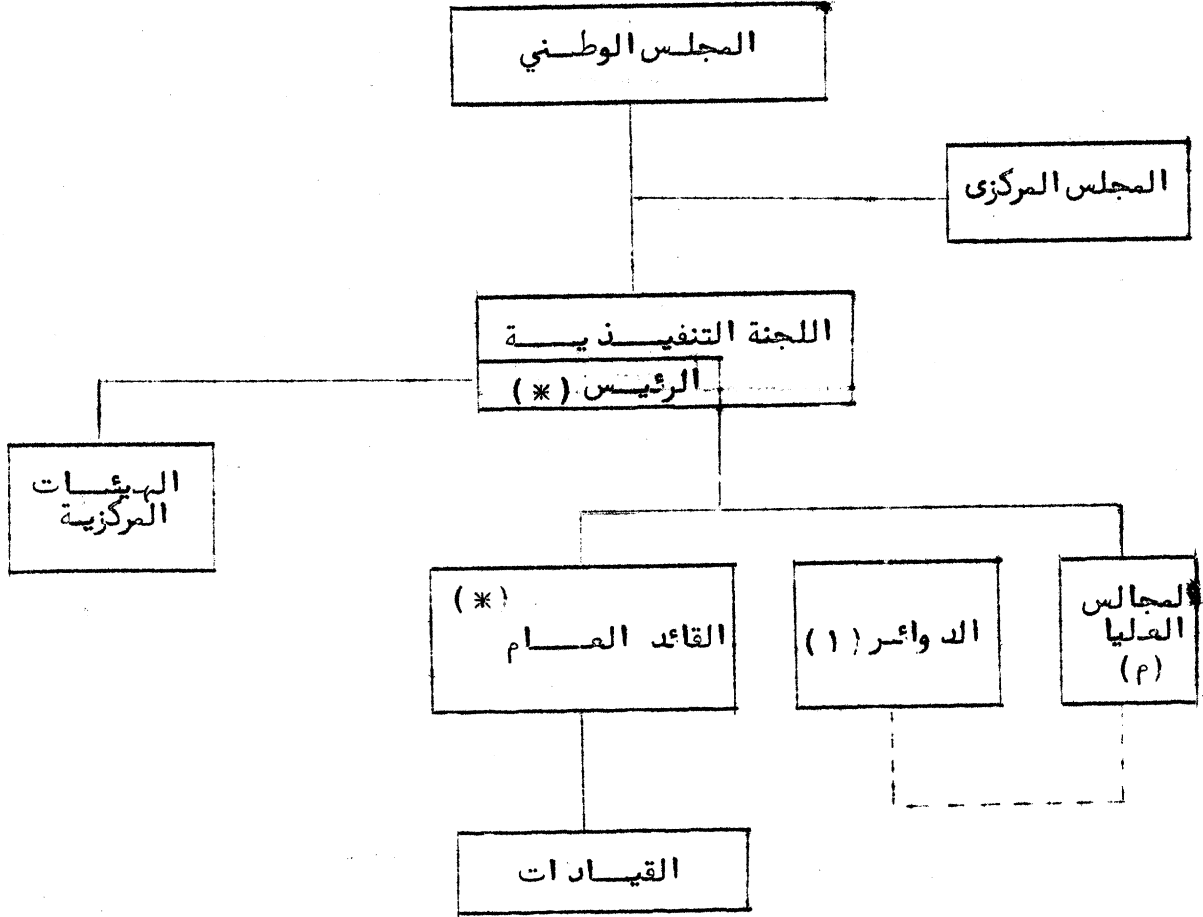 المجلس الوطني
المجلس المركزى
اللجنة التنفيذية
الرئيس (*)
الهيئات
المركزية
(*)
القائد العام
الدوائر (١)
المجالس
العليا
(م)
القيادات